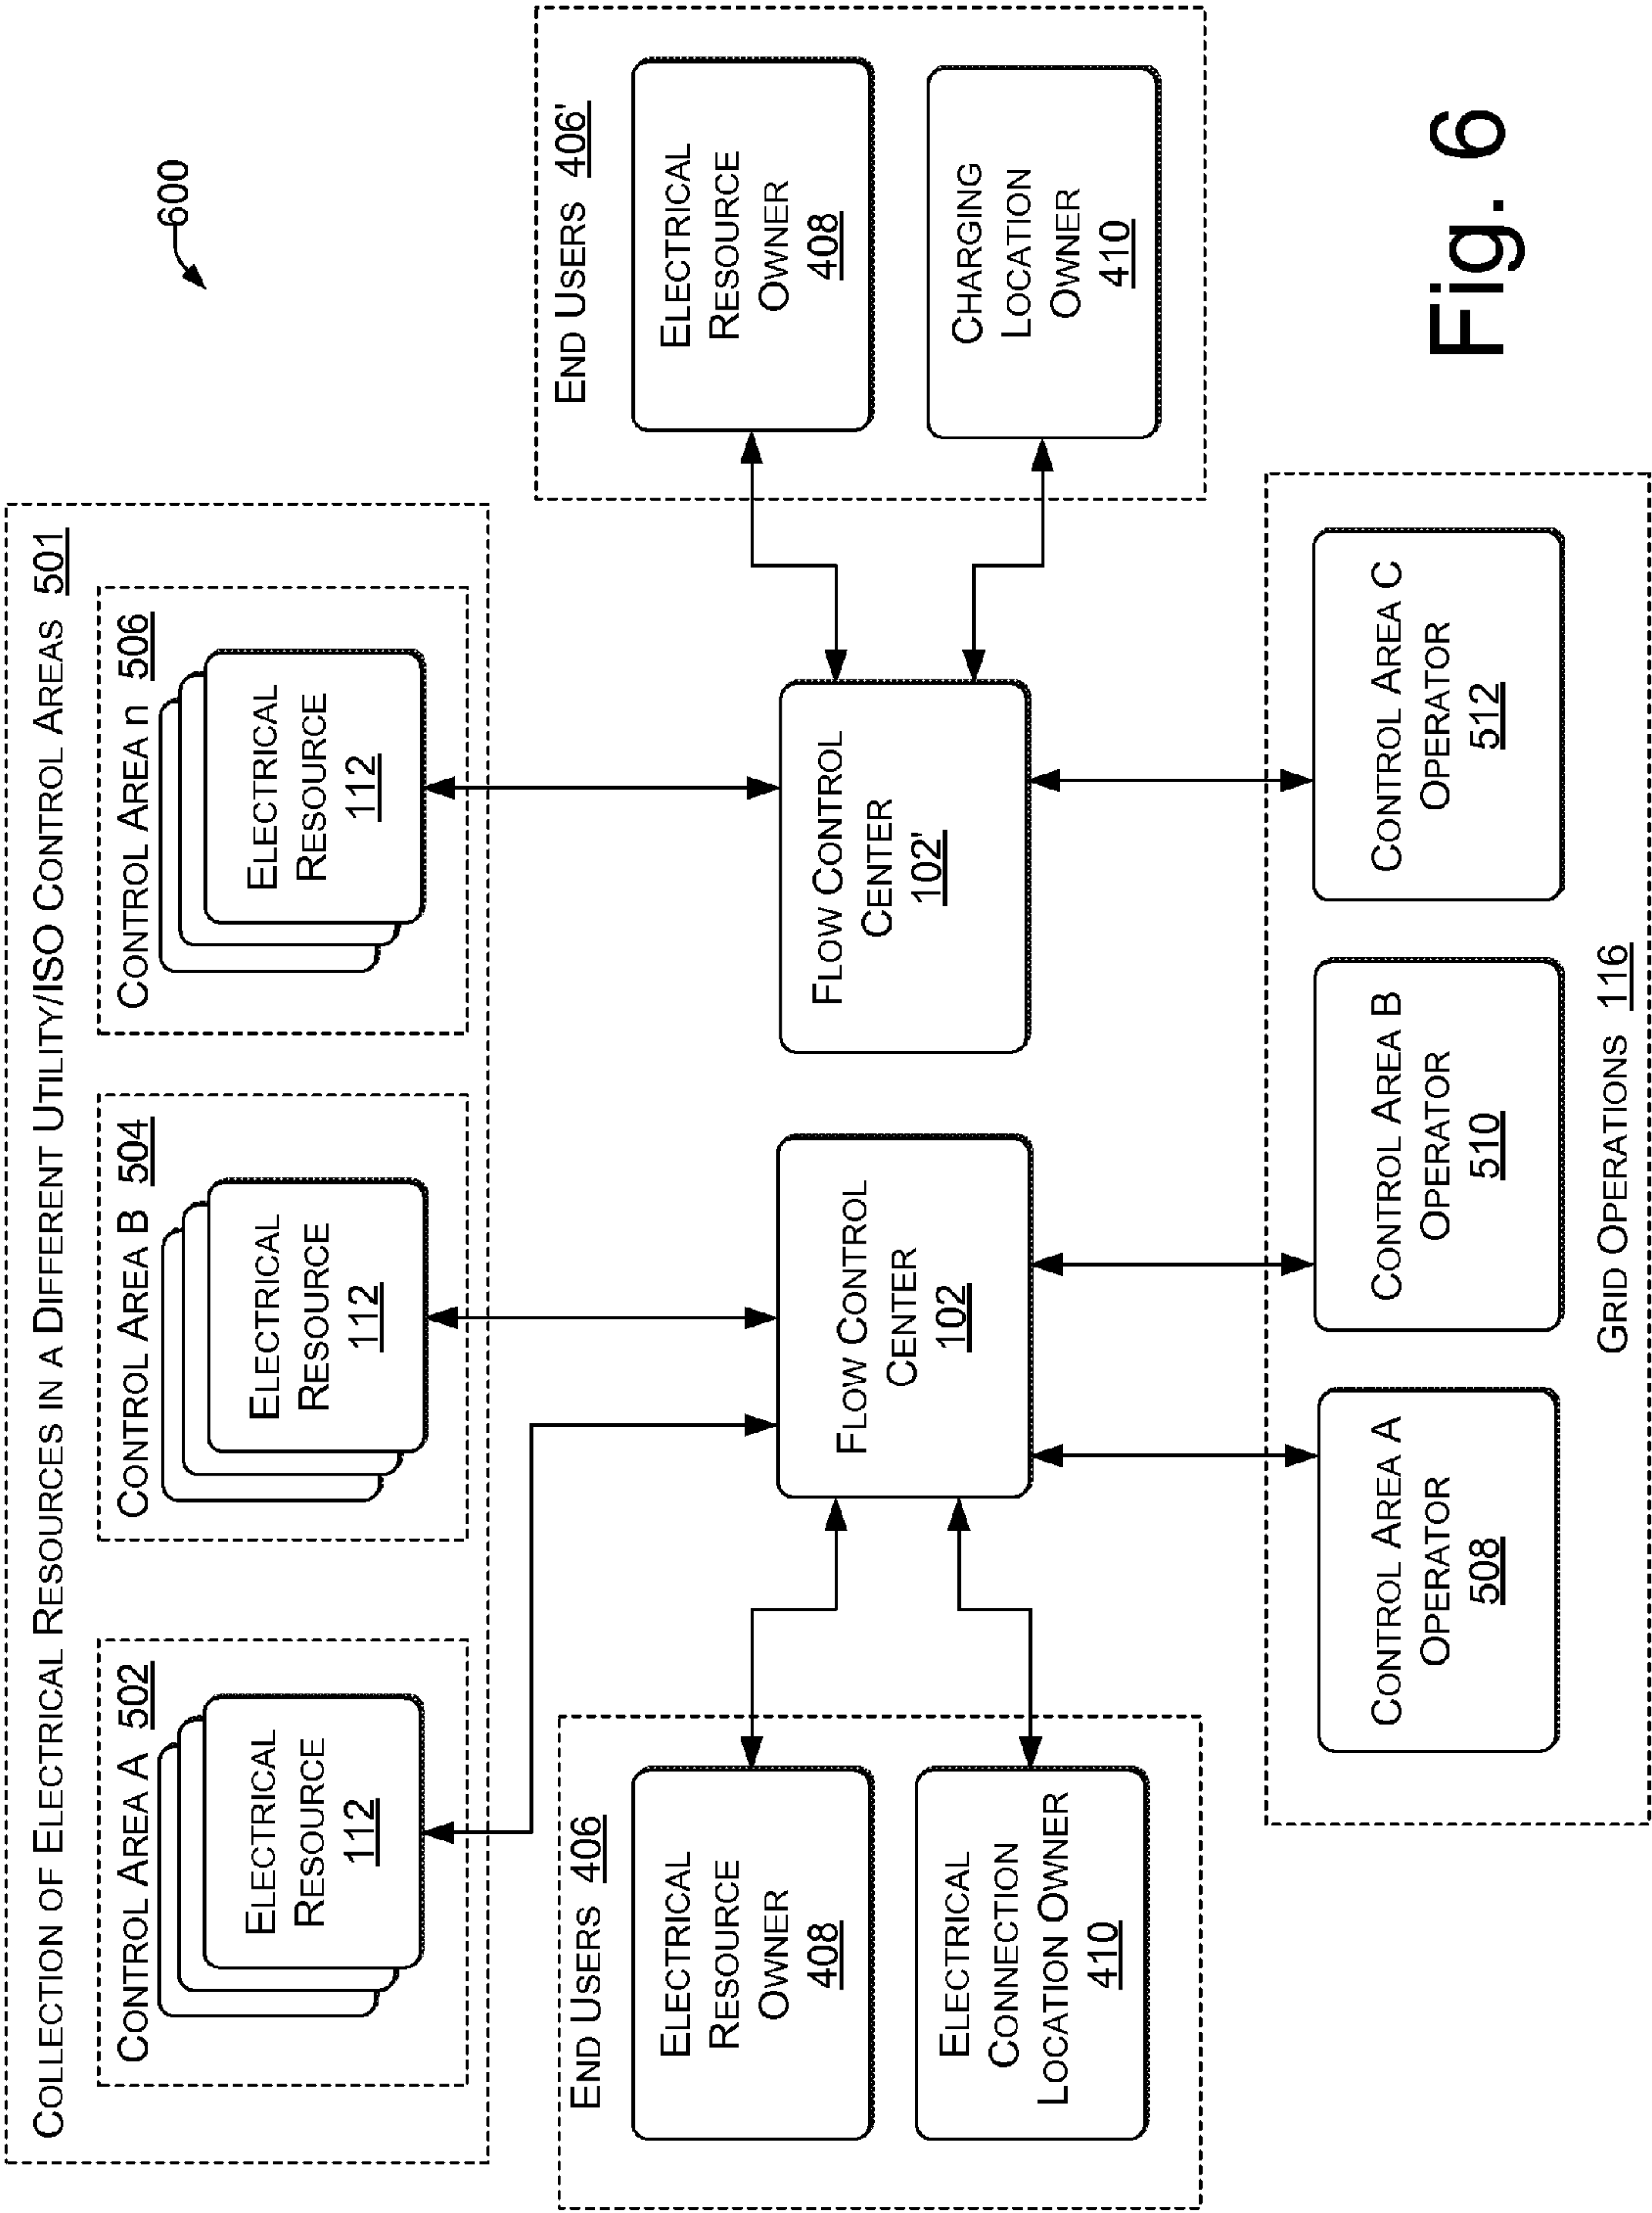 600
COLLECTION OF ELECTRICAL RESOURCES IN A DIFFERENT UTILITY/ISO CONTROL AREAS 501
CONTROL AREA A 502
ELECTRICAL
RESOURCE
112
CONTROL AREA B 504
ELECTRICAL
RESOURCE
112
CONTROL AREA n 506
ELECTRICAL
RESOURCE
112
END USERS 406
ELECTRICAL
RESOURCE
OWNER
408
ELECTRICAL
CONNECTION
LOCATION OWNER
410
FLOW CONTROL
CENTER
102
FLOW CONTROL
CENTER
102'
END USERS 406'
ELECTRICAL
RESOURCE
OWNER
408
CHARGING
LOCATION
OWNER
410
CONTROL AREA A
OPERATOR
508
CONTROL AREA B
OPERATOR
510
CONTROL AREA C
OPERATOR
512
GRID OPERATIONS 116
Fig. 6